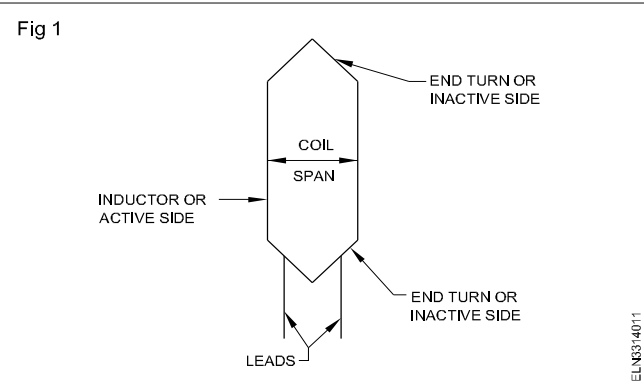 Fig 1
END TURN OR
INACTIVE SIDE
COIL
SPAN
INDUCTOR OR
ACTIVE SIDE
END TURN OR
INACTIVE SIDE
LEADS
ELN3314011